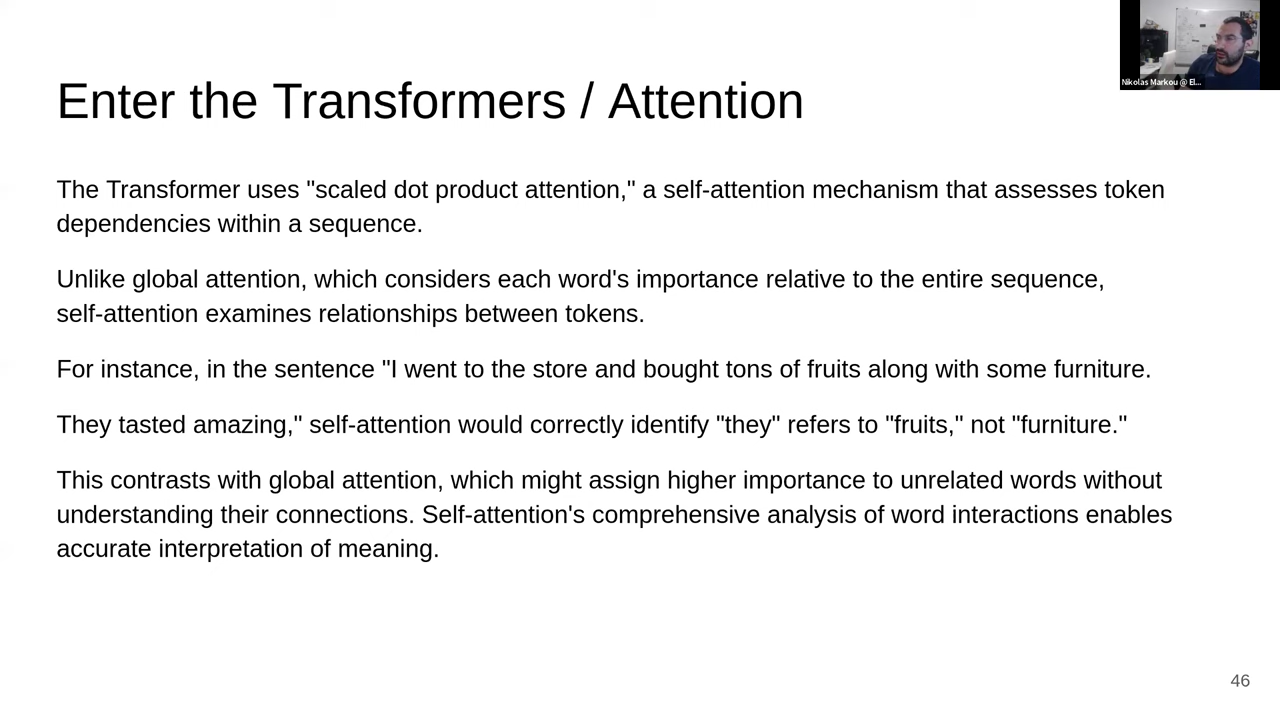 Enter the Transformers / Attention
Nikolas Markou @ El...
The Transformer uses "scaled dot product attention," a self-attention mechanism that assesses token
dependencies within a sequence.
Unlike global attention, which considers each word's importance relative to the entire sequence,
self-attention examines relationships between tokens.
For instance, in the sentence "I went to the store and bought tons of fruits along with some furniture.
They tasted amazing," self-attention would correctly identify "they" refers to "fruits," not "furniture."
This contrasts with global attention, which might assign higher importance to unrelated words without
understanding their connections. Self-attention's comprehensive analysis of word interactions enables
accurate interpretation of meaning.
46